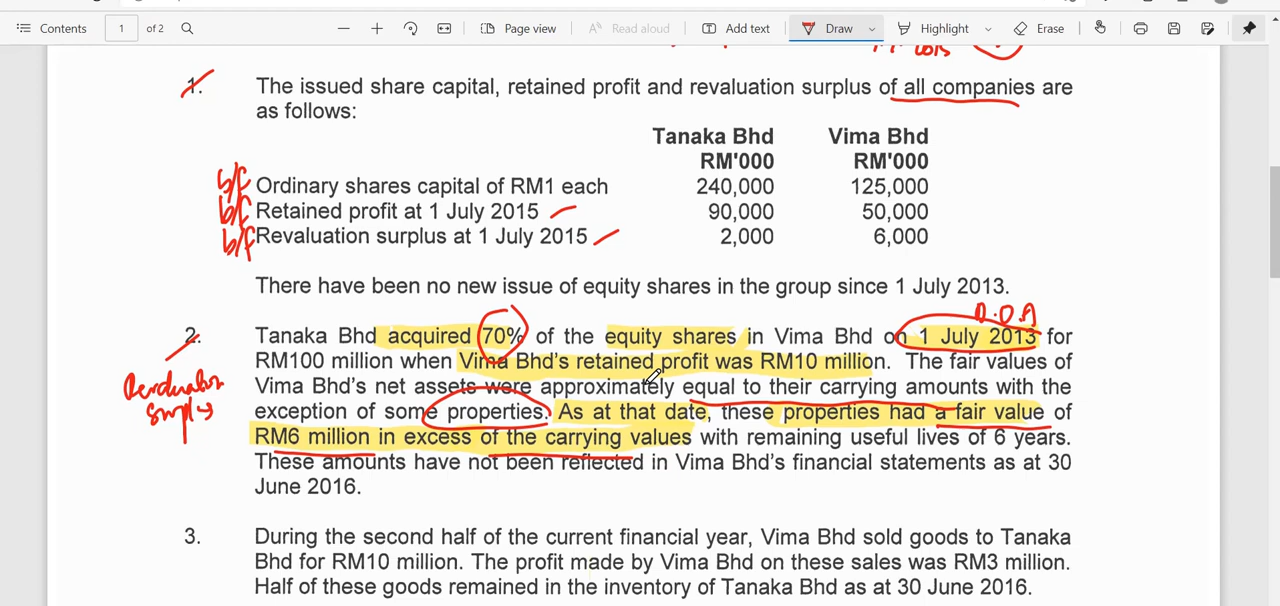 Contents 1 of 2 Page view Read aloud Add text Draw Highlight Erase
1. The issued share capital, retained profit and revaluation surplus of all companies are
as follows:
Tanaka Bhd Vima Bhd
RM'000 RM'000
b/f Ordinary shares capital of RM1 each 240,000 125,000
b/f Retained profit at 1 July 2015 90,000 50,000
b/f Revaluation surplus at 1 July 2015 2,000 6,000
There have been no new issue of equity shares in the group since 1 July 2013.
D.O.A
2. Tanaka Bhd acquired 70% of the equity shares in Vima Bhd on 1 July 2013 for
RM100 million when Vima Bhd's retained profit was RM10 million. The fair values of
Vima Bhd's net assets were approximately equal to their carrying amounts with the
exception of some properties. As at that date, these properties had a fair value of
RM6 million in excess of the carrying values with remaining useful lives of 6 years.
These amounts have not been reflected in Vima Bhd's financial statements as at 30
June 2016.
3. During the second half of the current financial year, Vima Bhd sold goods to Tanaka
Bhd for RM10 million. The profit made by Vima Bhd on these sales was RM3 million.
Half of these goods remained in the inventory of Tanaka Bhd as at 30 June 2016.